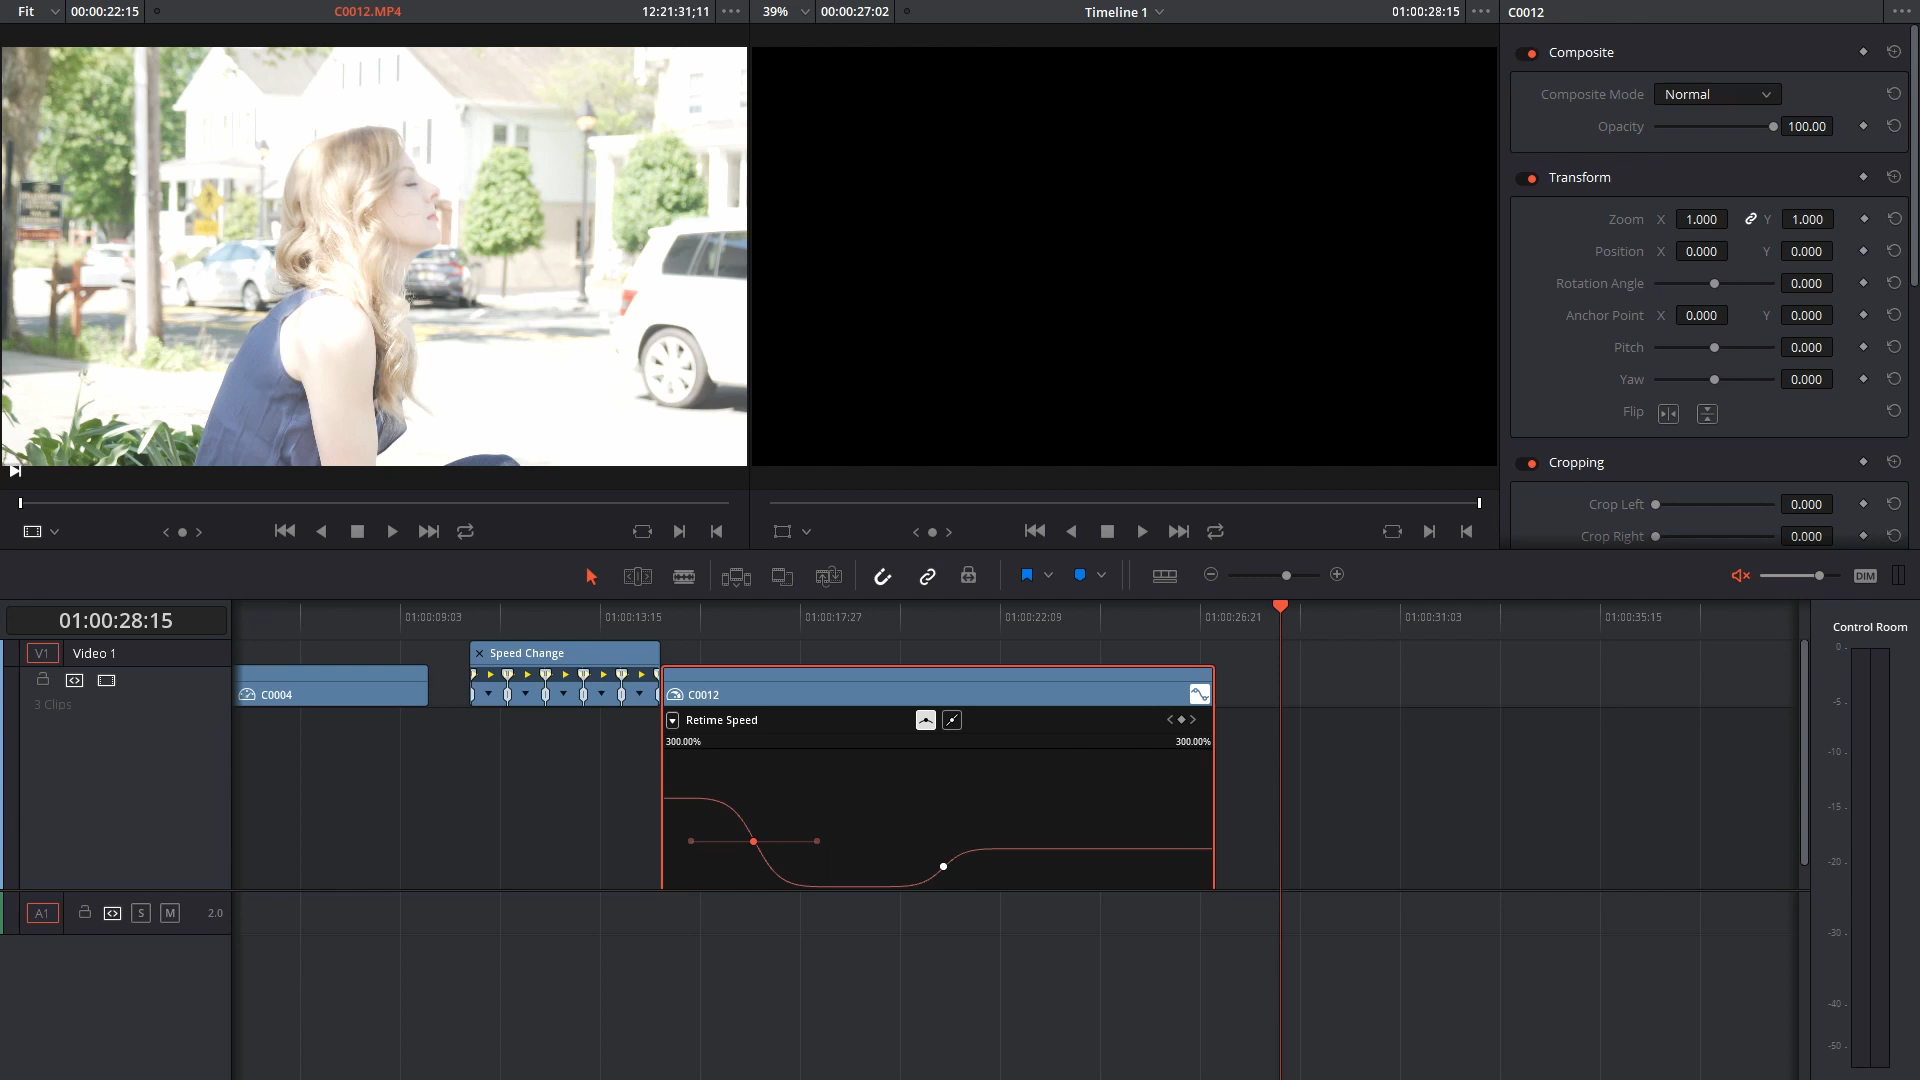 Fit 00:00:22:15 C0012.MP4 12:21:31;11 39% 00:00:27:02 Timeline 1 01:00:28:15 C0012
Composite
Composite Mode Normal
Opacity 100.00
Transform
Zoom X 1.000 Y 1.000
Position X 0.000 Y 0.000
Rotation Angle 0.000
Anchor Point X 0.000 Y 0.000
Pitch 0.000
Yaw 0.000
Flip
Cropping
Crop Left 0.000
Crop Right 0.000
DIM
01:00:28:15 01:00:09:03 01:00:13:15 01:00:17:27 01:00:22:09 01:00:26:21 01:00:31:03 01:00:35:15 Control Room
V1 Video 1 Speed Change
3 Clips C0004 C0012
Retime Speed
300.00% 300.00%
A1 S M 2.0
0
-5
-10
-15
-20
-30
-40
-50